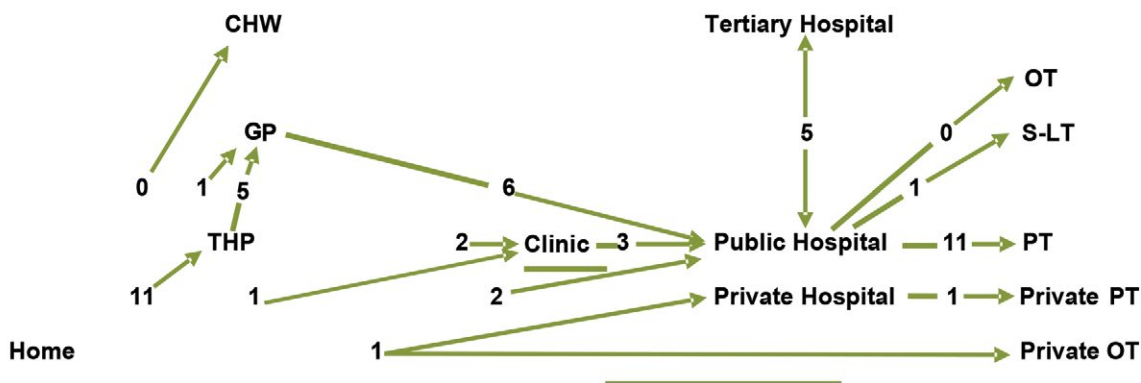 CHW Tertiary Hospital
OT
GP 5 0 S-LT
0 1 5 6 1
THP 2 Clinic 3 Public Hospital 11 PT
11 1 2 Private Hospital 1 Private PT
Home 1 Private OT